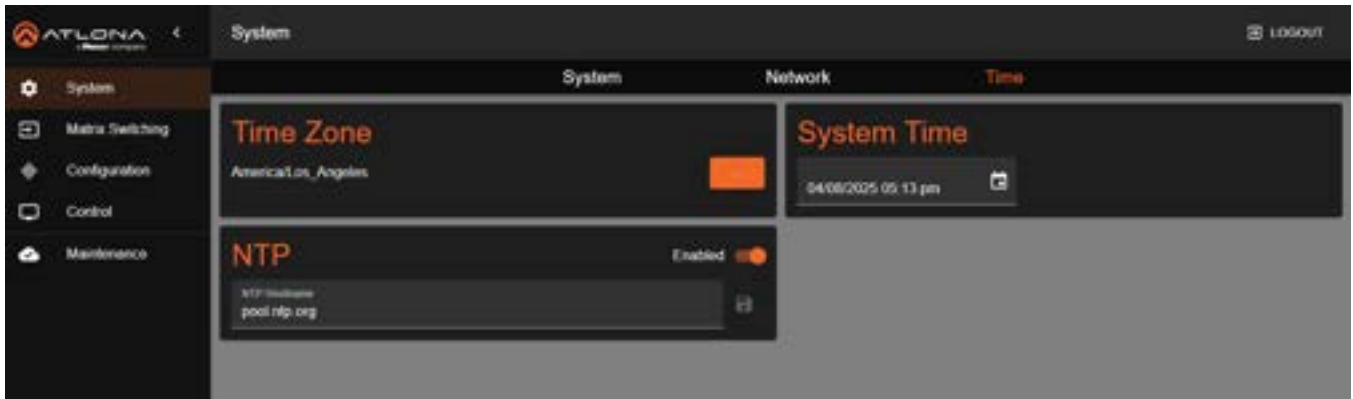 ATLONA
System
LOGOUT
System
Network
Time
System
Matrix Switching
Configuration
Control
Maintenance
Time Zone
America/Los_Angeles
System Time
04/08/2025 05:13 pm
NTP
Enabled
NTP Hostname
pool.ntp.org